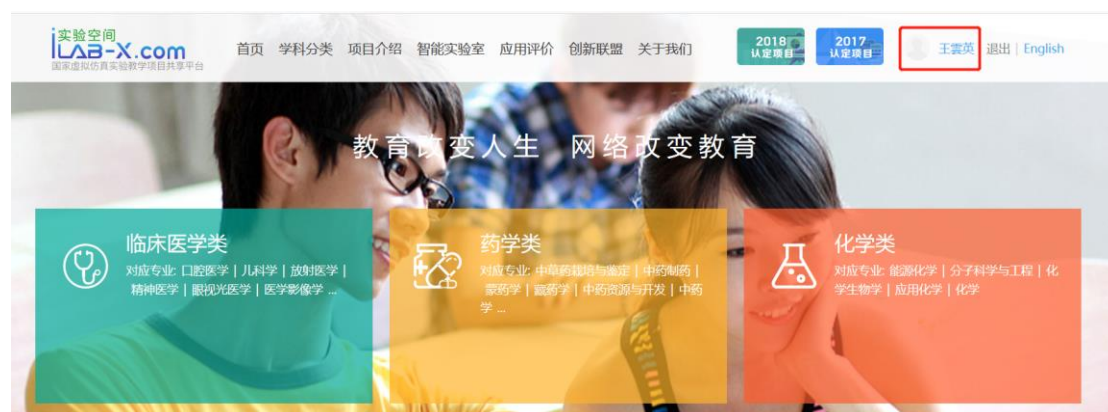 实验空间
iLAB-X.com
国家虚拟仿真实验教学项目共享平台
首页 学科分类 项目介绍 智能实验室 应用评价 创新联盟 关于我们
2018
认定项目
2017
认定项目
王雲英 退出 | English
教育改变人生 网络改变教育
临床医学类
对应专业: 口腔医学 | 儿科学 | 放射医学 |
精神医学 | 眼视光医学 | 医学影像学 ...
药学类
对应专业: 中草药栽培与鉴定 | 中药制药 |
蒙药学 | 藏药学 | 中药资源与开发 | 中药
学 ...
化学类
对应专业: 能源化学 | 分子科学与工程 | 化
学生物学 | 应用化学 | 化学